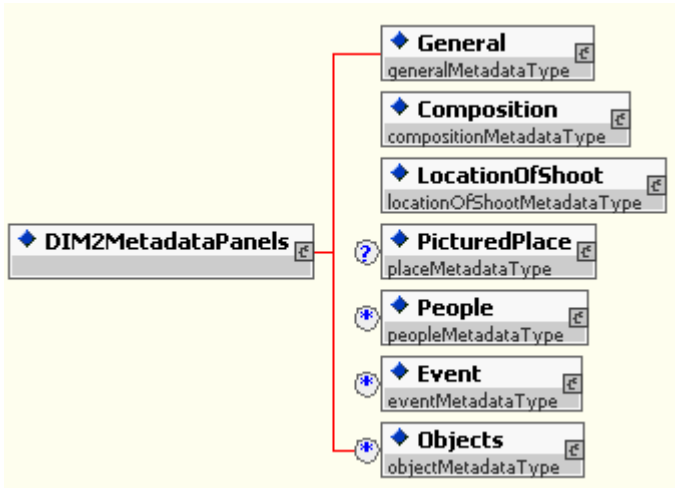 General
generalMetadataType
Composition
compositionMetadataType
LocationOfShoot
locationOfShootMetadataType
DIM2MetadataPanels
?
PicturedPlace
placeMetadataType
*
People
peopleMetadataType
*
Event
eventMetadataType
*
Objects
objectMetadataType